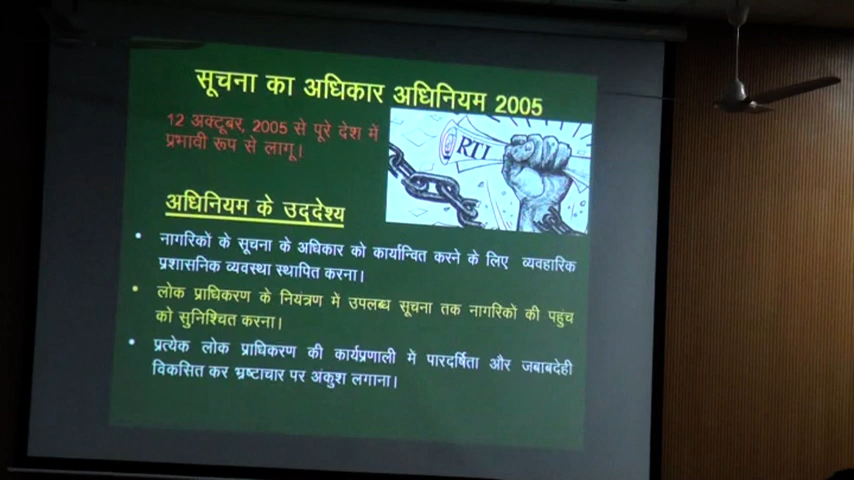 सूचना का अधिकार अधिनियम 2005
12 अक्टूबर, 2005 से पूरे देश में
प्रभावी रूप से लागू।
RTI
अधिनियम के उद्देश्य
• नागरिकों के सूचना के अधिकार को कार्यान्वित करने के लिए व्यवहारिक
प्रशासनिक व्यवस्था स्थापित करना।
• लोक प्राधिकरण के नियंत्रण में उपलब्ध सूचना तक नागरिकों की पहुंच
को सुनिश्चित करना।
• प्रत्येक लोक प्राधिकरण की कार्यप्रणाली में पारदर्षिता और जबाबदेही
विकसित कर भ्रष्टाचार पर अंकुश लगाना।